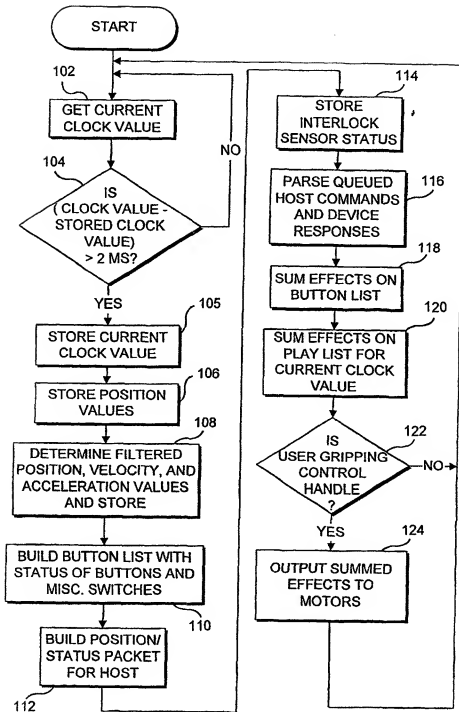 START
102
GET CURRENT
CLOCK VALUE
NO
104
IS
( CLOCK VALUE -
STORED CLOCK
VALUE)
> 2 MS?
YES
105
STORE CURRENT
CLOCK VALUE
106
STORE POSITION
VALUES
108
DETERMINE FILTERED
POSITION, VELOCITY, AND
ACCELERATION VALUES
AND STORE
BUILD BUTTON LIST WITH
STATUS OF BUTTONS AND
MISC. SWITCHES
110
BUILD POSITION/
STATUS PACKET
FOR HOST
112
114
STORE
INTERLOCK
SENSOR STATUS
116
PARSE QUEUED
HOST COMMANDS
AND DEVICE
RESPONSES
118
SUM EFFECTS ON
BUTTON LIST
120
SUM EFFECTS ON
PLAY LIST FOR
CURRENT CLOCK
VALUE
122
IS
USER GRIPPING
CONTROL
HANDLE
?
NO
YES
124
OUTPUT SUMMED
EFFECTS TO
MOTORS